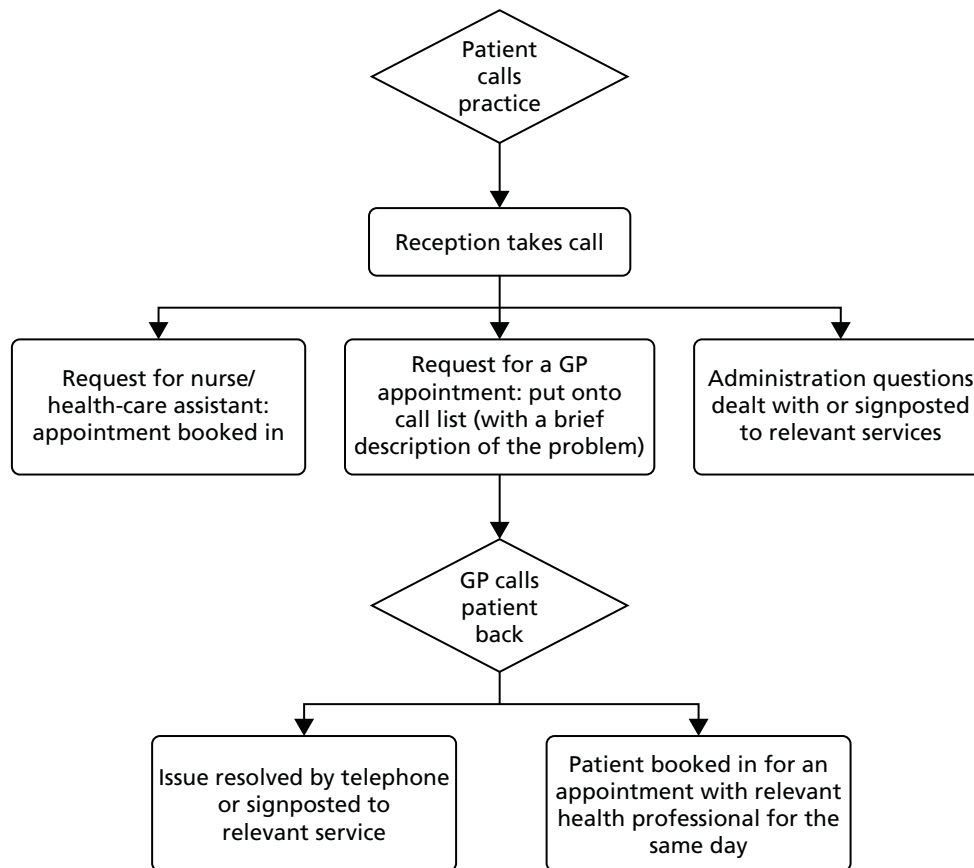 Patient
calls
practice
Reception takes call
Request for nurse/
health-care assistant:
appointment booked in
Request for a GP
appointment: put onto
call list (with a brief
description of the problem)
Administration questions
dealt with or signposted
to relevant services
GP calls
patient
back
Issue resolved by telephone
or signposted to
relevant service
Patient booked in for an
appointment with relevant
health professional for the
same day